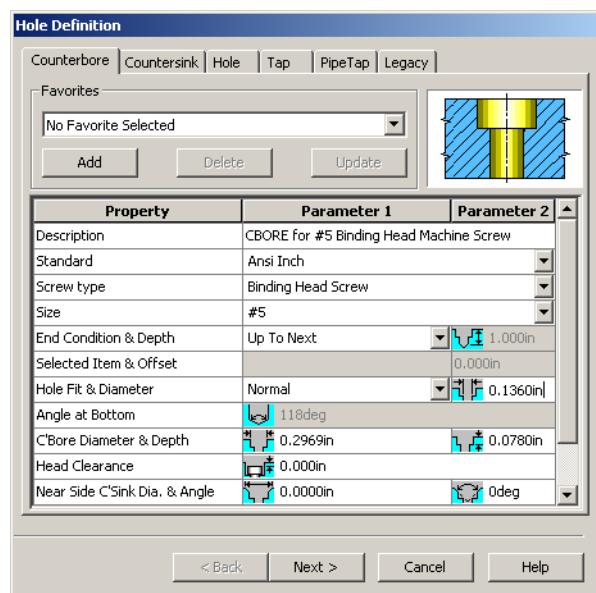 Hole Definition
Counterbore Countersink Hole Tap PipeTap Legacy
Favorites
No Favorite Selected
Add Delete Update
Property Parameter 1 Parameter 2
Description CBORE for #5 Binding Head Machine Screw
Standard Ansi Inch
Screw type Binding Head Screw
Size #5
End Condition & Depth Up To Next 1.000in
Selected Item & Offset 0.000in
Hole Fit & Diameter Normal 0.1360in
Angle at Bottom 118deg
C'Bore Diameter & Depth 0.2969in 0.0780in
Head Clearance 0.000in
Near Side C'Sink Dia. & Angle 0.0000in 0deg
< Back Next > Cancel Help